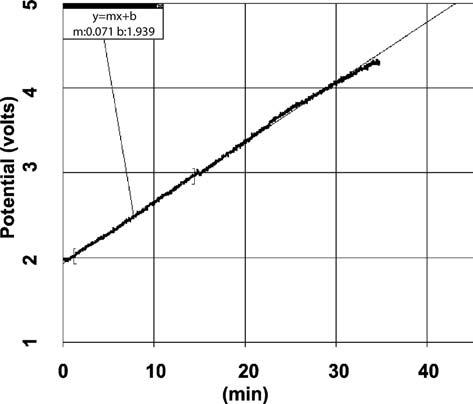 5
y=mx+b
m:0.071 b:1.939
4
3
2
1
Potential (volts)
0 10 20 30 40
(min)